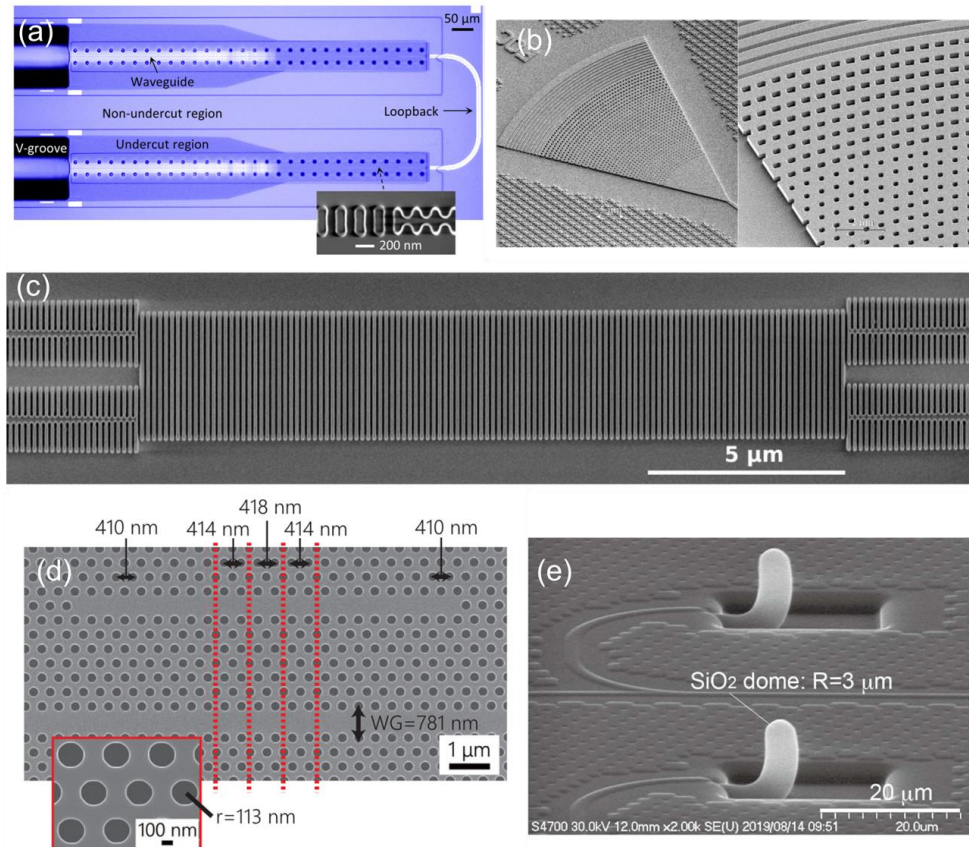 (a)
50 µm
Waveguide
Loopback
Non-undercut region
V-groove
Undercut region
200 nm
(b)
(c)
5 µm
(d)
410 nm
414 nm
418 nm
414 nm
410 nm
WG=781 nm
1 µm
r=113 nm
100 nm
(e)
SiO2 dome: R=3 µm
20 µm
S4700 30.0kV 12.0mm x2.00k SE(U) 2019/08/14 09:51
20.0um